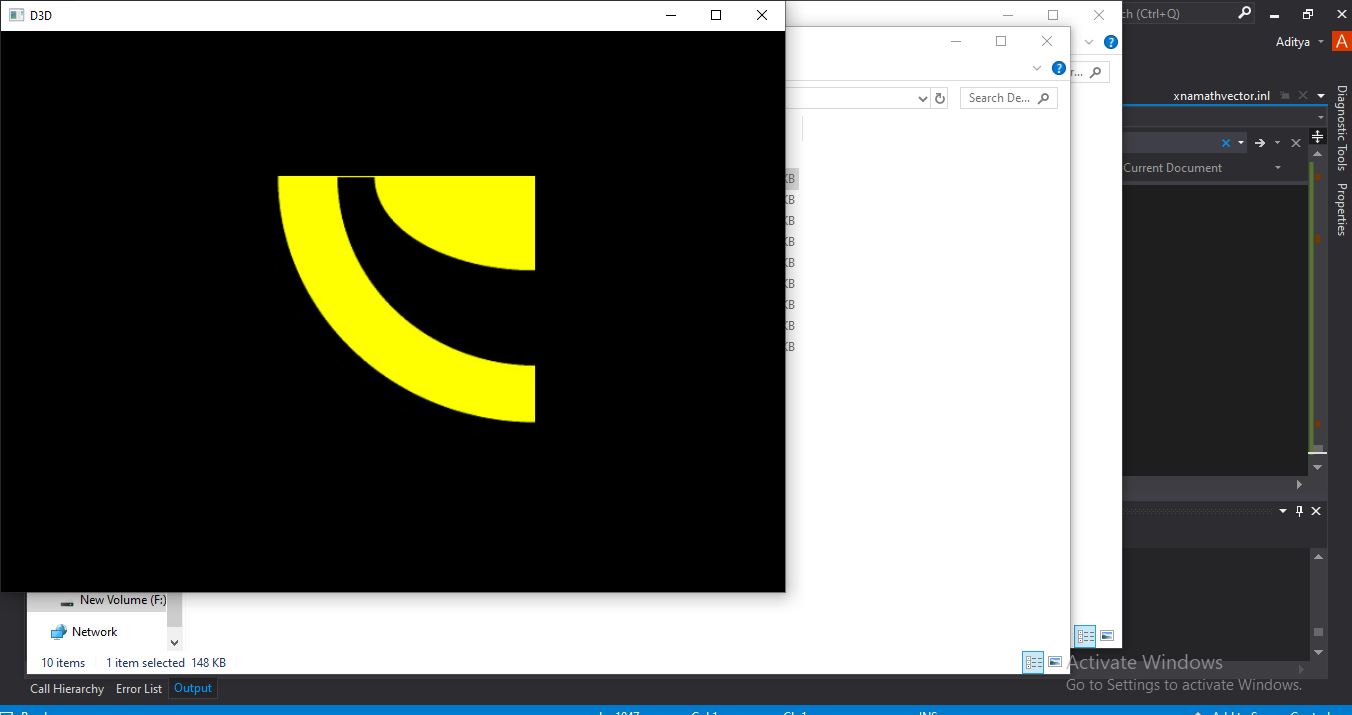 D3D
ch (Ctrl+Q)
Aditya
A
r...
Search De...
xnamathvector.inl
Diagnostic Tools
Properties
Current Document
KB
KB
KB
KB
KB
KB
KB
KB
KB
New Volume (F:)
Network
10 items 1 item selected 148 KB
Activate Windows
Go to Settings to activate Windows.
Call Hierarchy Error List Output